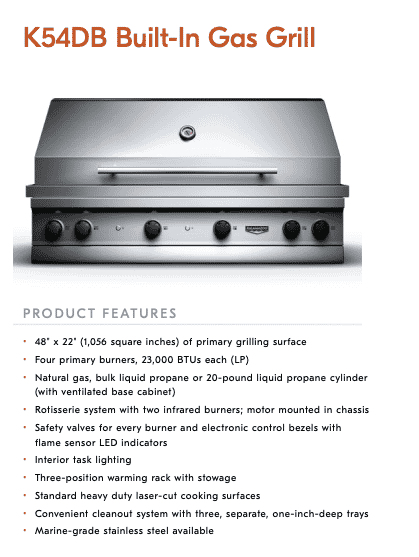 K54DB Built-In Gas Grill
PRODUCT FEATURES
• 48" x 22" (1,056 square inches) of primary grilling surface
• Four primary burners, 23,000 BTUs each (LP)
• Natural gas, bulk liquid propane or 20-pound liquid propane cylinder
(with ventilated base cabinet)
• Rotisserie system with two infrared burners; motor mounted in chassis
• Safety valves for every burner and electronic control bezels with
flame sensor LED indicators
• Interior task lighting
• Three-position warming rack with stowage
• Standard heavy duty laser-cut cooking surfaces
• Convenient cleanout system with three, separate, one-inch-deep trays
• Marine-grade stainless steel available